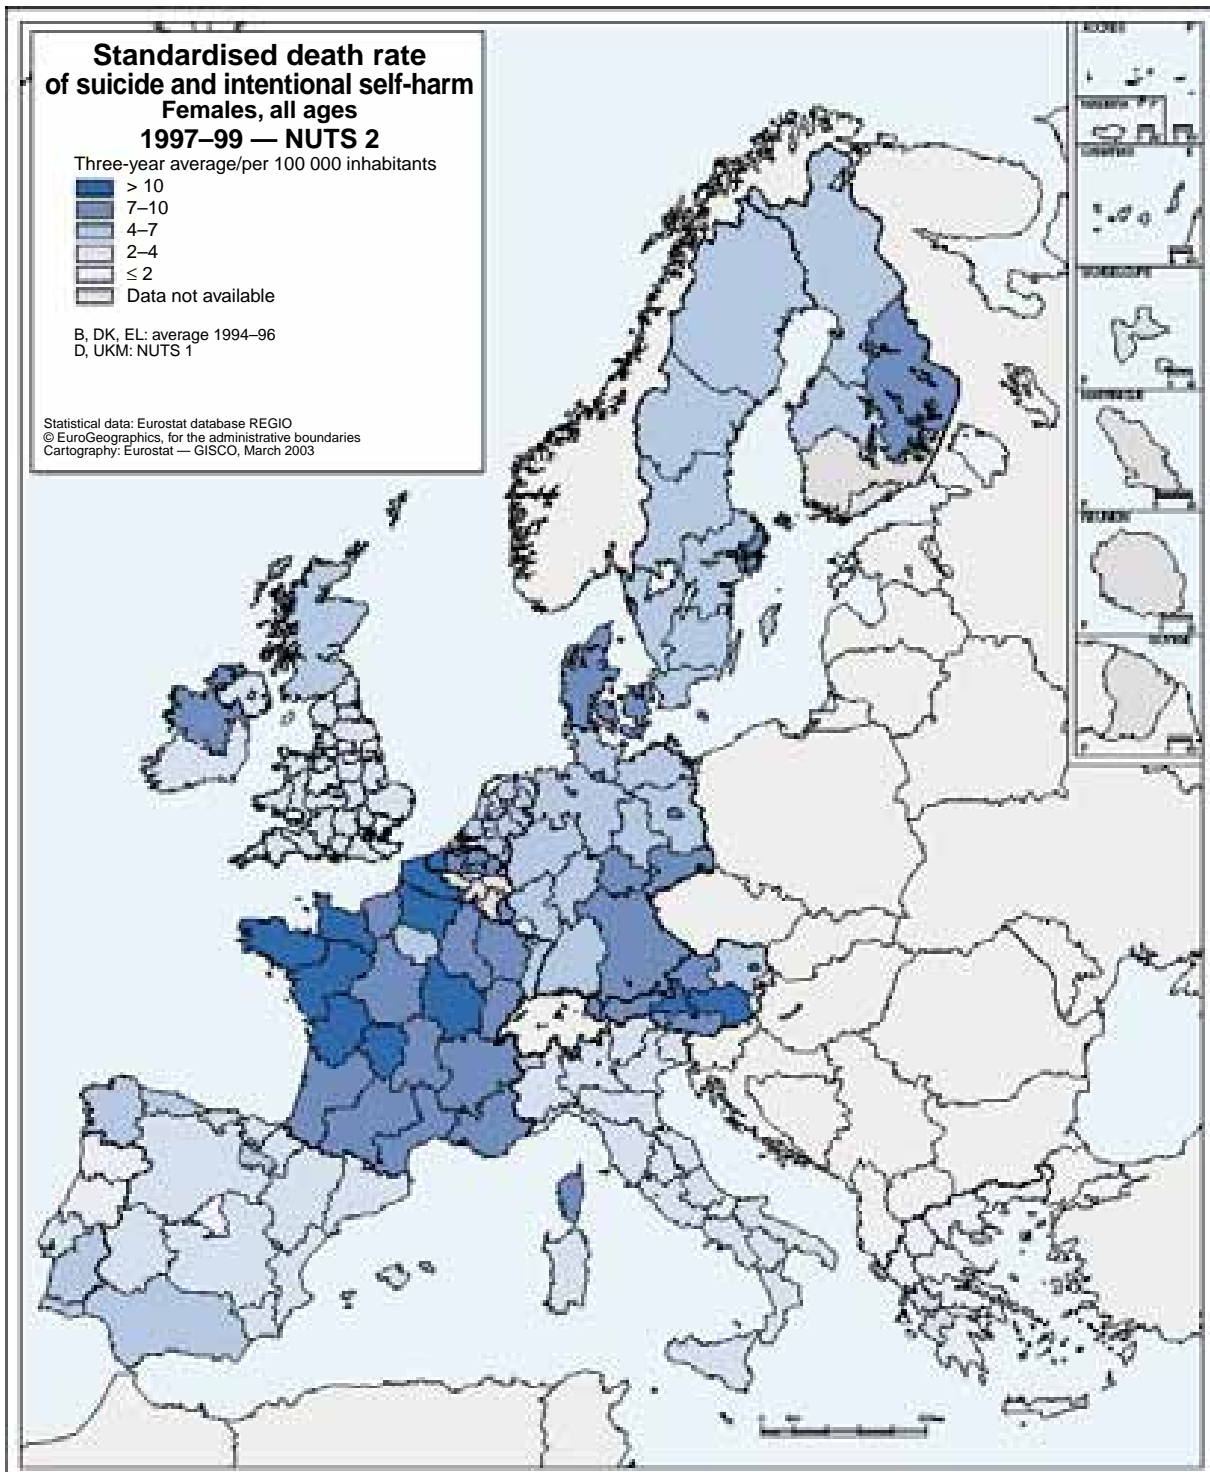 Standardised death rate
of suicide and intentional self-harm
Females, all ages
1997–99 — NUTS 2
Three-year average/per 100 000 inhabitants
> 10
7–10
4–7
2–4
≤ 2
Data not available
B, DK, EL: average 1994–96
D, UKM: NUTS 1
Statistical data: Eurostat database REGIO
© EuroGeographics, for the administrative boundaries
Cartography: Eurostat — GISCO, March 2003